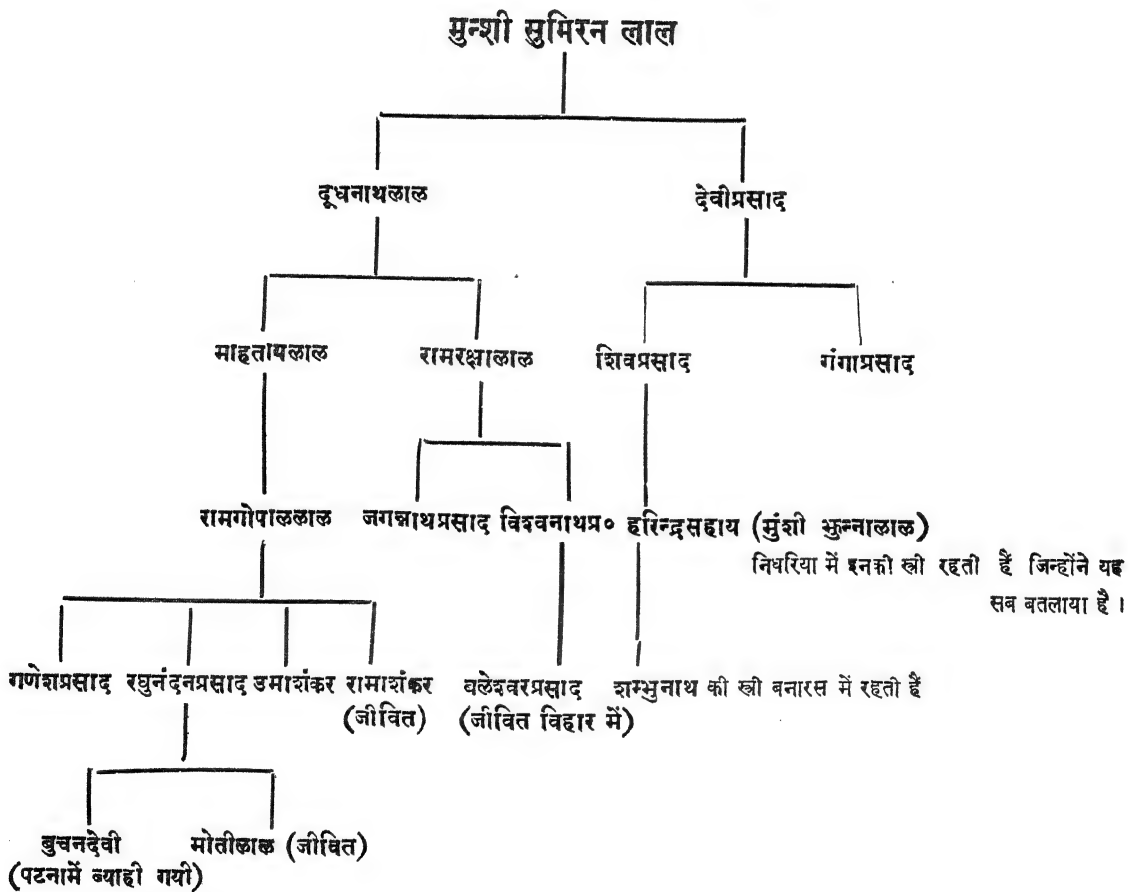 मुन्शी सुमिरन लाल
दूधनाथलाल देवीप्रसाद
माहतायलाल रामरक्षालाल शिवप्रसाद गंगाप्रसाद
रामगोपाललाल जगन्नाथप्रसाद विश्वनाथप्र० हरिन्द्रसहाय (मुंशी झुन्नालाल)
निधरिया में इनकी स्त्री रहती हैं जिन्होंने यह
सब बतलाया है।
गणेशप्रसाद रघुनंदनप्रसाद उमाशंकर रामाशंकर वलेश्वरप्रसाद शम्भुनाथ की स्त्री बनारस में रहती हैं
(जीवित) (जीवित विहार में)
बुचनदेवी मोतीलाल (जीवित)
(पटनामें ब्याही गयी)